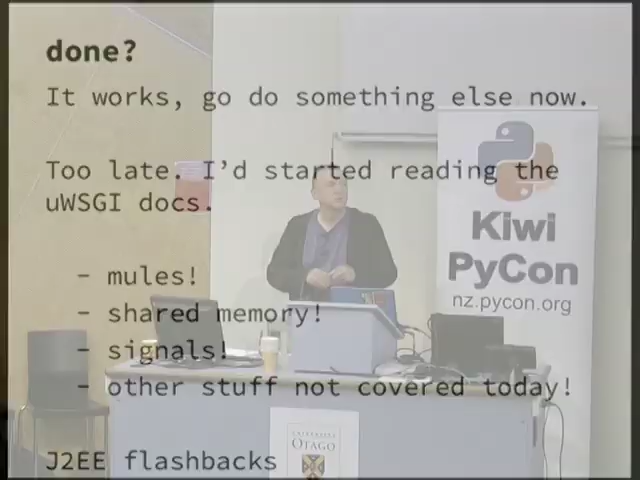 done?
It works, go do something else now.
Too late. I'd started reading the
uWSGI docs.
- mules!
- shared memory!
- signals!
- other stuff not covered today!
J2EE flashbacks
Kiwi
PyCon
nz.pycon.org
UNIVERSITY
OTAGO